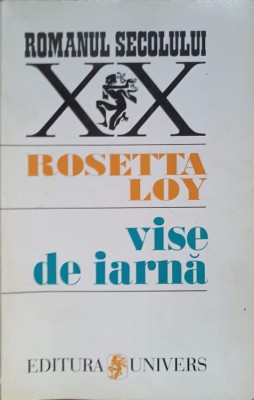 ROMANUL SECOLULUI
XX
ROSETTA
LOY
vise
de iarnă
EDITURA UNIVERS